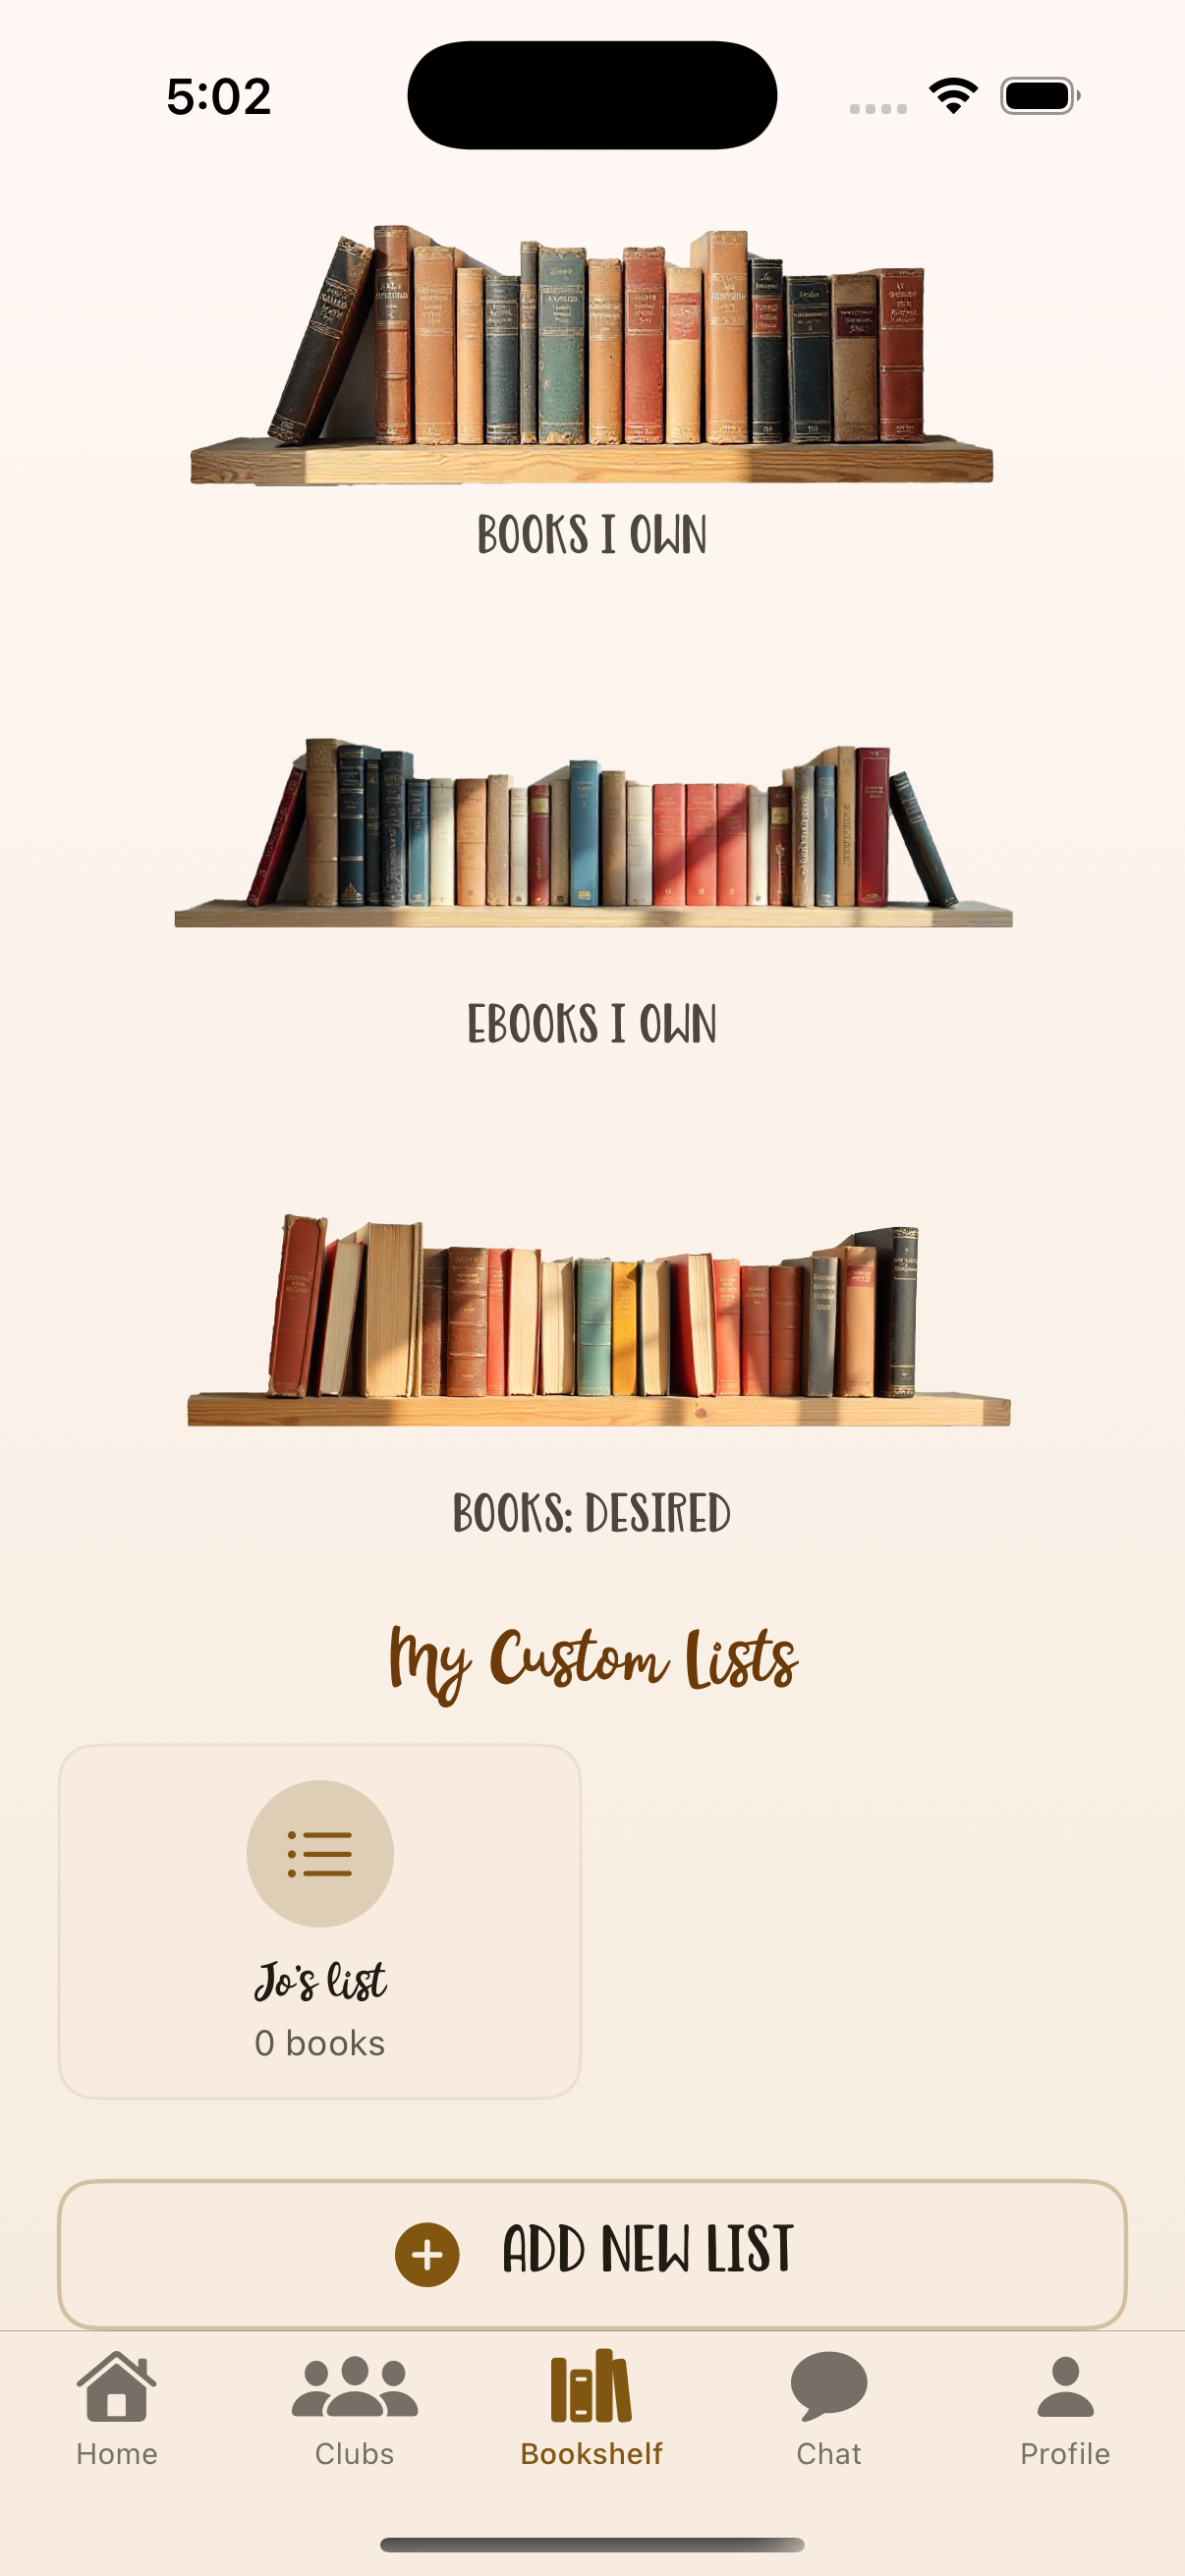 5:02
BOOKS I OWN
EBOOKS I OWN
BOOKS: DESIRED
My Custom Lists
Jo's list
0 books
ADD NEW LIST
Home
Clubs
Bookshelf
Chat
Profile